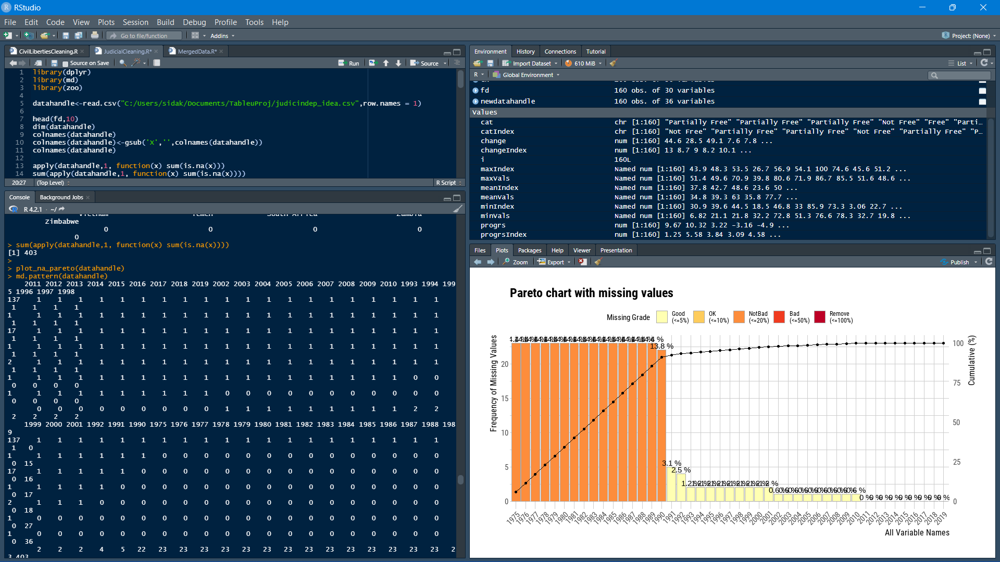 RStudio
File Edit Code View Plots Session Build Debug Profile Tools Help
Go to file/function Addins Project: (None)
CivilLibertiesCleaning.R JudicialCleaning.R* MergedData.R*
Source on Save Run Source
1 library(dplyr)
2 library(md)
3 library(zoo)
4
5 datahandle<-read.csv("C:/Users/sidak/Documents/TableuProj/judicindep_idea.csv",row.names = 1)
6
7 head(fd,10)
8 dim(datahandle)
9 colnames(datahandle)
10 colnames(datahandle)<-gsub('X','',colnames(datahandle))
11 colnames(datahandle)
12
13 apply(datahandle,1, function(x) sum(is.na(x)))
14 sum(apply(datahandle,1, function(x) sum(is.na(x))))
20:27 (Top Level) R Script
Console Background Jobs
R 4.2.1 · ~/
Vietnam Yemen South Africa Zambia
Zimbabwe
0 0 0 0
0
> sum(apply(datahandle,1, function(x) sum(is.na(x))))
[1] 403
>
> plot_na_pareto(datahandle)
> md.pattern(datahandle)
2011 2012 2013 2014 2015 2016 2017 2018 2019 2002 2003 2004 2005 2006 2007 2008 2009 2010 1993 1994 199
5 1996 1997 1998
137 1 1 1 1 1 1 1 1 1 1 1 1 1 1 1 1 1 1 1 1
1 1 1 1
1 1 1 1 1 1 1 1 1 1 1 1 1 1 1 1 1 1 1 1 1
1 1 1 1
17 1 1 1 1 1 1 1 1 1 1 1 1 1 1 1 1 1 1 1 1
1 1 1 1
1 1 1 1 1 1 1 1 1 1 1 1 1 1 1 1 1 1 1 1 1
1 1 1 1
2 1 1 1 1 1 1 1 1 1 1 1 1 1 1 1 1 1 1 1 1
1 1 1 1
1 1 1 1 1 1 1 1 1 1 1 1 1 1 1 1 1 1 1 0 0
0 0 0 0
1 1 1 1 1 1 1 1 1 1 0 0 0 0 0 0 0 0 0 0 0
0 0 0 0
0 0 0 0 0 0 0 0 0 1 1 1 1 1 1 1 1 1 2 2
2 2 2 2
1999 2000 2001 1992 1991 1990 1975 1976 1977 1978 1979 1980 1981 1982 1983 1984 1985 1986 1987 1988 198
9
137 1 1 1 1 1 1 1 1 1 1 1 1 1 1 1 1 1 1 1 1
1 0
1 1 1 1 1 1 1 0 0 0 0 0 0 0 0 0 0 0 0 0 0
0 15
17 1 1 1 1 1 0 0 0 0 0 0 0 0 0 0 0 0 0 0 0
0 16
1 1 1 1 1 0 0 0 0 0 0 0 0 0 0 0 0 0 0 0 0
0 17
2 1 1 1 0 0 0 0 0 0 0 0 0 0 0 0 0 0 0 0 0
0 18
1 0 0 0 0 0 0 0 0 0 0 0 0 0 0 0 0 0 0 0 0
0 27
1 0 0 0 0 0 0 0 0 0 0 0 0 0 0 0 0 0 0 0 0
0 36
2 2 2 4 5 22 23 23 23 23 23 23 23 23 23 23 23 23 23 23 2
3 403
Environment History Connections Tutorial
Import Dataset 610 MiB List
R Global Environment
fd 160 obs. of 30 variables
newdatahandle 160 obs. of 36 variables
Values
cat chr [1:160] "Partially Free" "Partially Free" "Partially Free" "Not Free" "Free" "Parti…
catIndex chr [1:160] "Not Free" "Partially Free" "Partially Free" "Not Free" "Partially Free" "P…
change num [1:160] 44.6 28.5 49.1 7.6 7.8 ...
changeIndex num [1:160] 13 8.7 9 8.2 10.1 ...
i 160L
maxIndex Named num [1:160] 43.9 48.3 53.5 26.7 56.9 54.1 100 74.6 45.6 51.2 ...
maxVals Named num [1:160] 51.4 49.6 70.9 39.8 80.6 71.9 86.7 85.5 51.6 48.6 ...
meanIndex Named num [1:160] 37.8 42.7 48.6 23.6 50 ...
meanVals Named num [1:160] 34.8 39.3 63 35.8 77.7 ...
minIndex Named num [1:160] 30.9 39.6 44.5 18.5 46.8 33 85.9 73.3 3.06 22.7 ...
minVals Named num [1:160] 6.82 21.1 21.8 32.2 72.8 51.3 76.6 78.3 32.7 19.8 ...
progrs num [1:160] 9.67 10.32 3.22 -3.16 -4.9 ...
progrsIndex num [1:160] 1.25 5.58 3.84 3.09 4.58 ...
Files Plots Packages Help Viewer Presentation
Zoom Export Publish
Pareto chart with missing values
Missing Grade Good (<=5%) OK (<=10%) NotBad (<=20%) Bad (<=50%) Remove (<=100%)
13.8 %
3.1 %
2.5 %
0 %
Frequency of Missing Values
20
15
10
5
0
Cumulative (%)
100
75
50
25
0
1975 1976 1977 1978 1979 1980 1981 1982 1983 1984 1985 1986 1987 1988 1989 1990 1991 1992 1993 1994 1995 1996 1997 1998 1999 2000 2001 2002 2003 2004 2005 2006 2007 2008 2009 2010 2011 2012 2013 2014 2015 2016 2017 2018 2019
All Variable Names